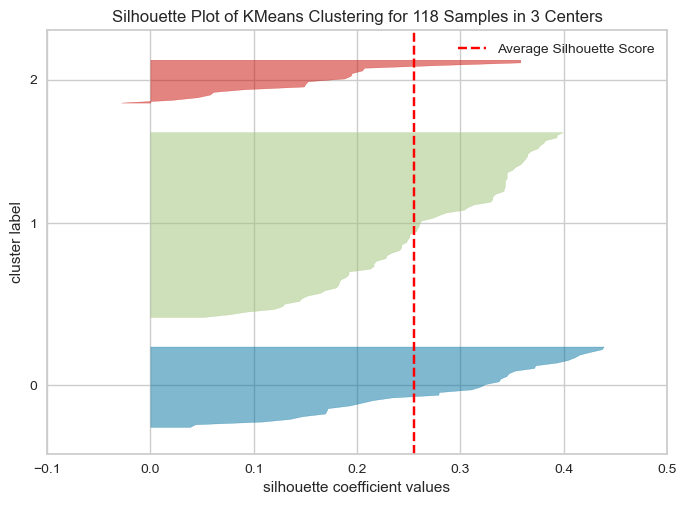 Silhouette Plot of KMeans Clustering for 118 Samples in 3 Centers
Average Silhouette Score
2
1
0
cluster label
−0.1 0.0 0.1 0.2 0.3 0.4 0.5
silhouette coefficient values